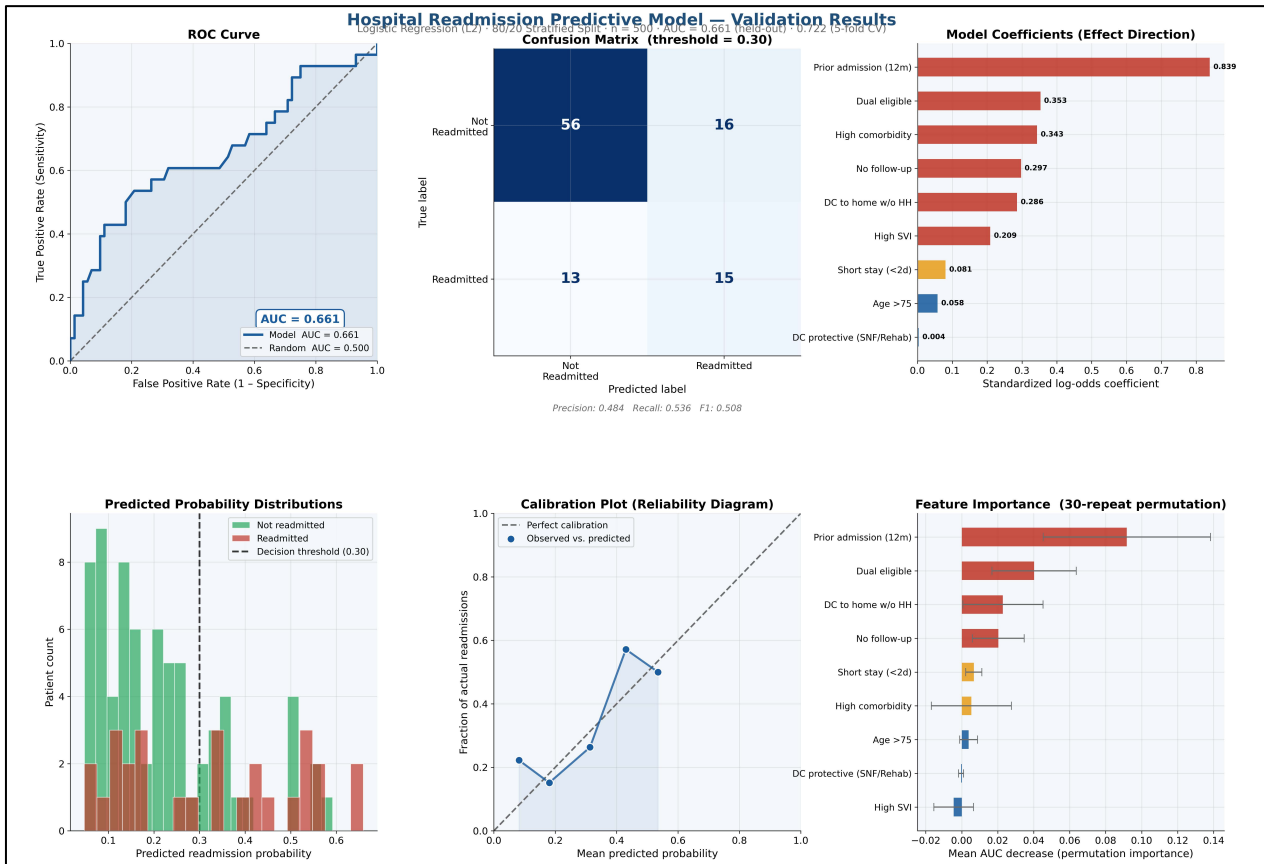 Hospital Readmission Predictive Model — Validation Results
Logistic Regression (L2) · 80/20 Stratified Split · n = 500 · AUC = 0.661 (held-out) · 0.722 (5-fold CV)
ROC Curve
True Positive Rate (Sensitivity)
1.0
0.8
0.6
0.4
0.2
0.0
AUC = 0.661
Model  AUC = 0.661
Random  AUC = 0.500
0.0 0.2 0.4 0.6 0.8 1.0
False Positive Rate (1 – Specificity)
Confusion Matrix  (threshold = 0.30)
True label
Not
Readmitted
56 16
Readmitted
13 15
Not
Readmitted
Readmitted
Predicted label
Precision: 0.484   Recall: 0.536   F1: 0.508
Model Coefficients (Effect Direction)
Prior admission (12m) 0.839
Dual eligible 0.353
High comorbidity 0.343
No follow-up 0.297
DC to home w/o HH 0.286
High SVI 0.209
Short stay (<2d) 0.081
Age >75 0.058
DC protective (SNF/Rehab) 0.004
0.0 0.1 0.2 0.3 0.4 0.5 0.6 0.7 0.8
Standardized log-odds coefficient
Predicted Probability Distributions
Patient count
8
6
4
2
0
Not readmitted
Readmitted
Decision threshold (0.30)
0.1 0.2 0.3 0.4 0.5 0.6
Predicted readmission probability
Calibration Plot (Reliability Diagram)
Fraction of actual readmissions
1.0
0.8
0.6
0.4
0.2
0.0
Perfect calibration
Observed vs. predicted
0.0 0.2 0.4 0.6 0.8 1.0
Mean predicted probability
Feature Importance  (30-repeat permutation)
Prior admission (12m)
Dual eligible
DC to home w/o HH
No follow-up
Short stay (<2d)
High comorbidity
Age >75
DC protective (SNF/Rehab)
High SVI
−0.02 0.00 0.02 0.04 0.06 0.08 0.10 0.12 0.14
Mean AUC decrease (permutation importance)